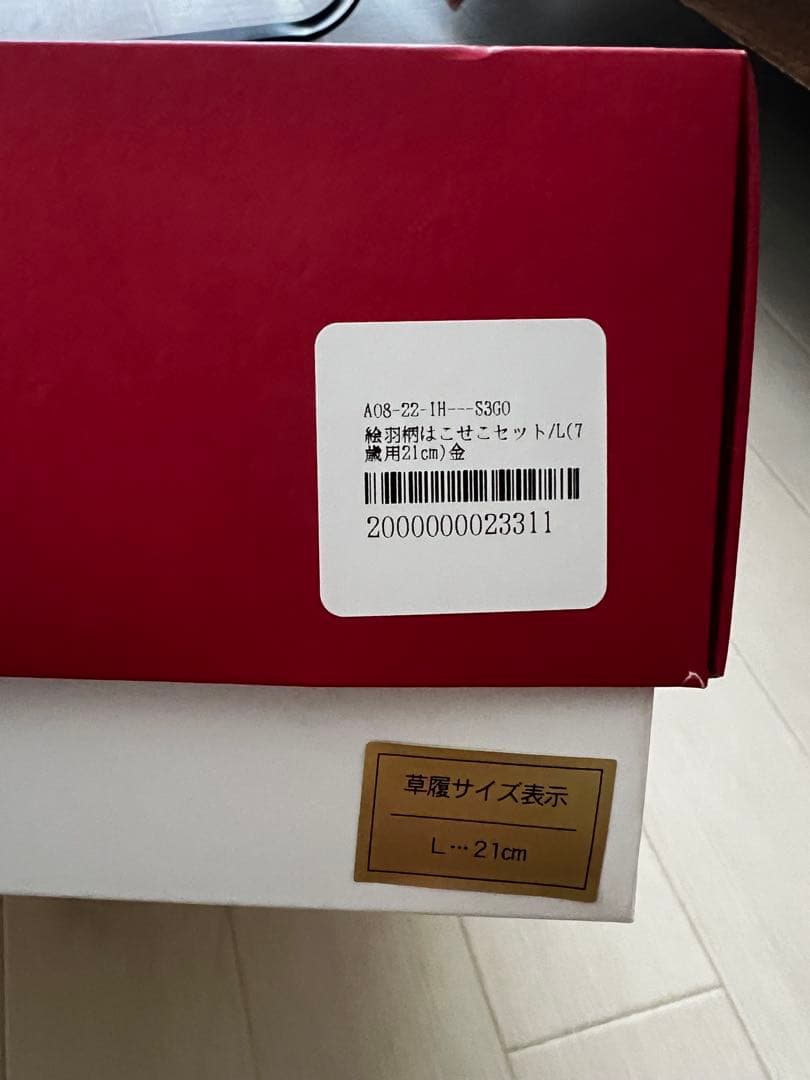 A08-22-1H---S3G0
絵羽柄はこせこセット/L(7
歳用21cm)金
2000000023311
草履サイズ表示
L…21cm